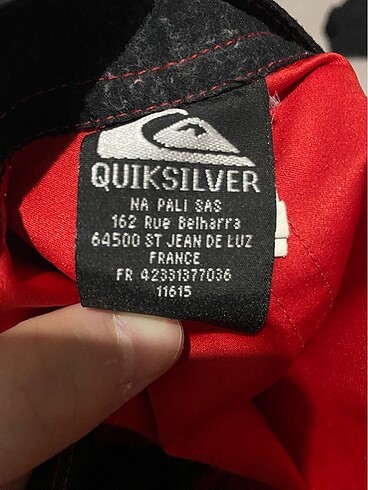 QUIKSILVER
NA PALI SAS
162 Rue Belharra
64500 ST JEAN DE LUZ
FRANCE
FR 42331377036
11615